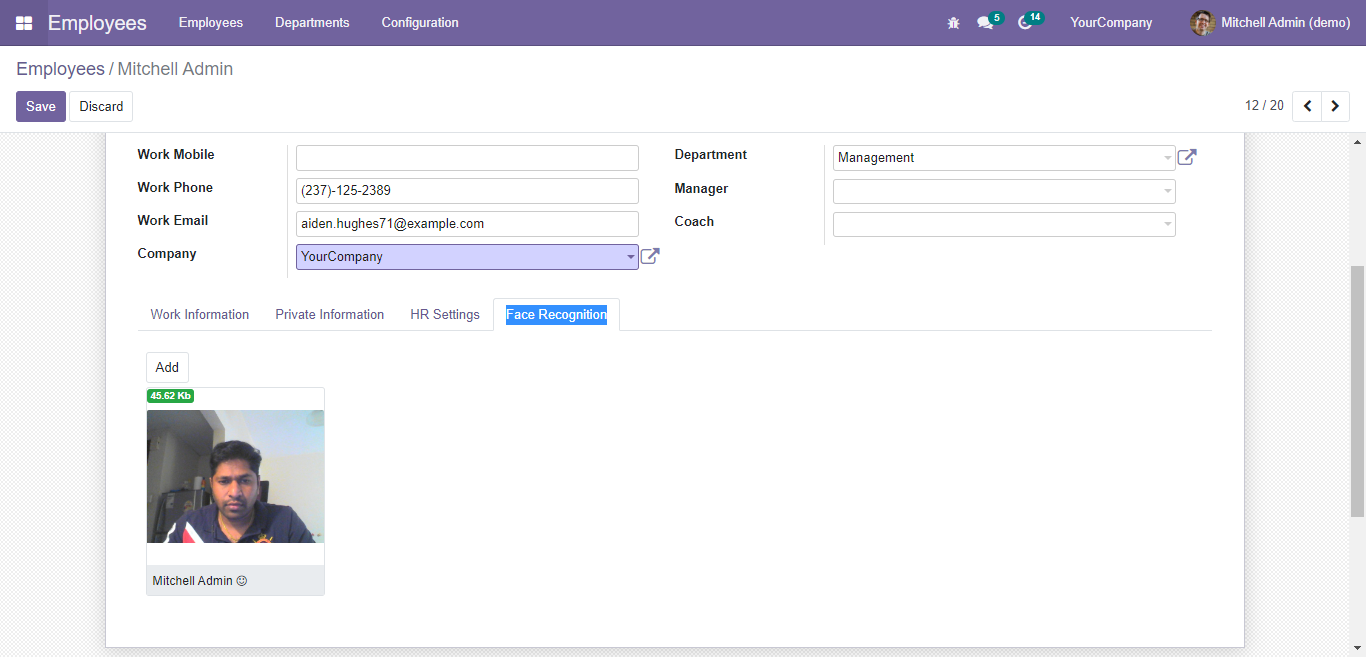 Employees Employees Departments Configuration 5 14 YourCompany Mitchell Admin (demo)
Employees / Mitchell Admin
Save Discard 12 / 20
Work Mobile
Department Management
Work Phone (237)-125-2389
Manager
Work Email aiden.hughes71@example.com
Coach
Company YourCompany
Work Information Private Information HR Settings Face Recognition
Add
45.62 Kb
Mitchell Admin